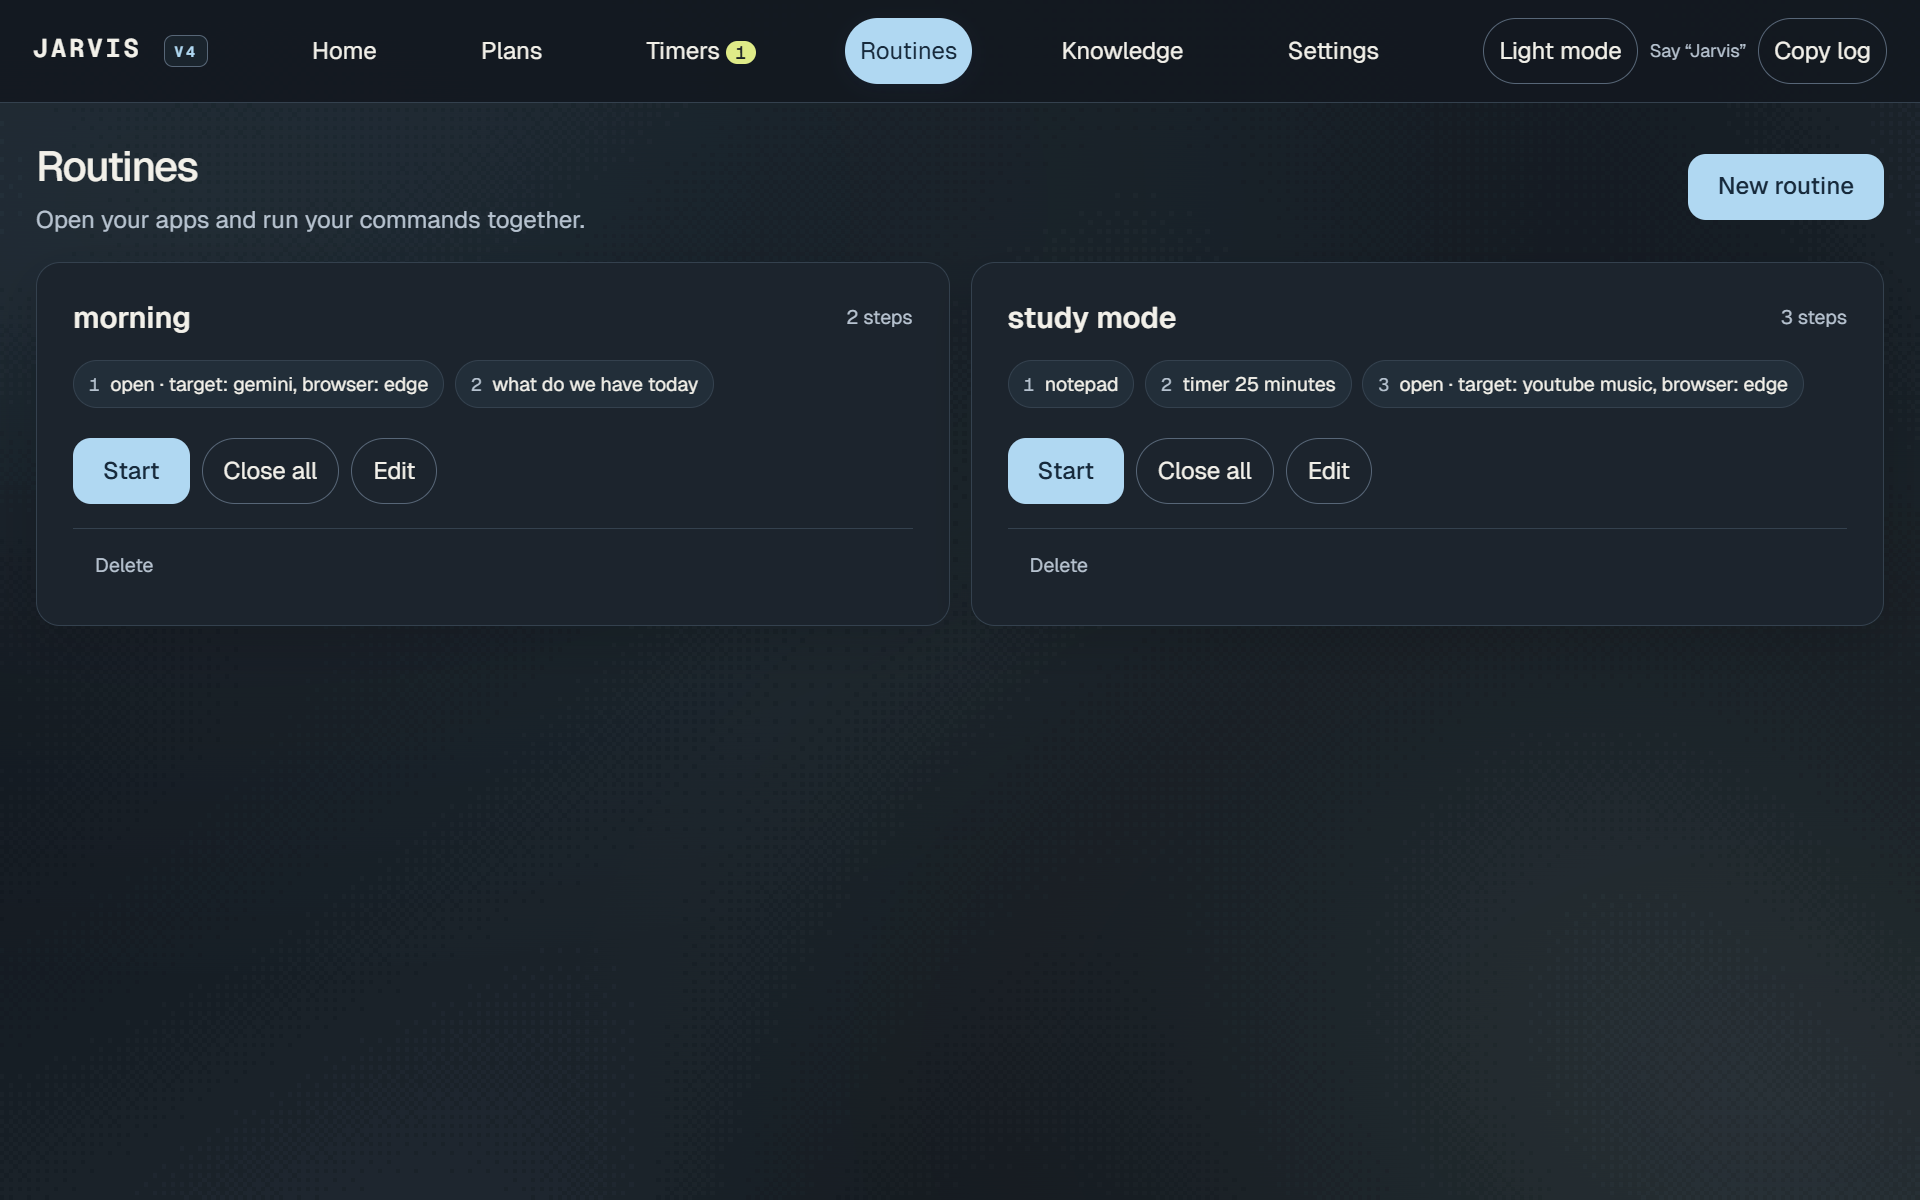 JARVIS V4 Home Plans Timers 1 Routines Knowledge Settings Light mode Say “Jarvis” Copy log
Routines
Open your apps and run your commands together.
New routine
morning 2 steps
1 open · target: gemini, browser: edge 2 what do we have today
Start Close all Edit
Delete
study mode 3 steps
1 notepad 2 timer 25 minutes 3 open · target: youtube music, browser: edge
Start Close all Edit
Delete